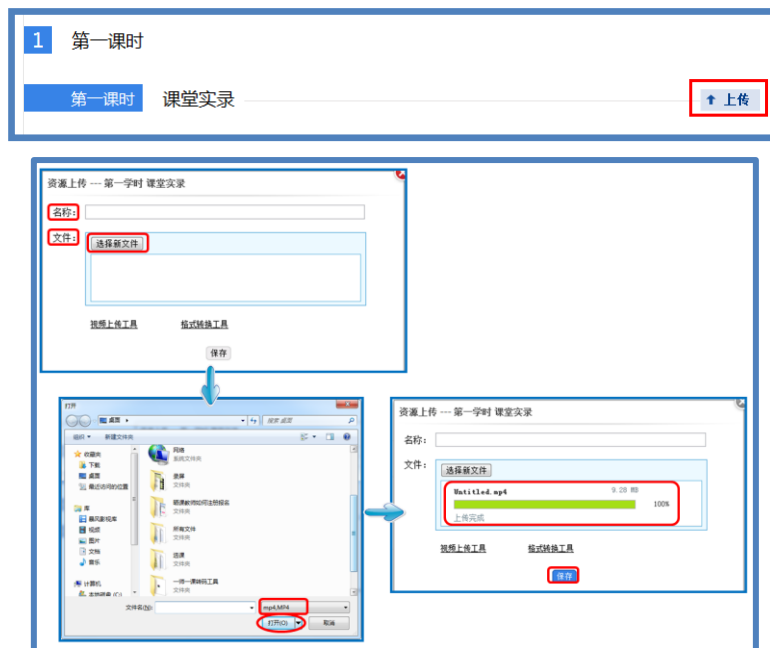 1 第一课时
第一课时 课堂实录 上传
资源上传 --- 第一学时 课堂实录
名称:
文件: 选择新文件
视频上传工具 格式转换工具
保存
打开
桌面 搜索 桌面
组织 新建文件夹
收藏夹
下载
桌面
最近访问的位置
库
暴风影视库
视频
图片
文档
音乐
计算机
本地磁盘 (C:)
网络
系统文件夹
录屏
文件夹
晒课教师如何注册报名
文件夹
所有文件
文件夹
迅雷
文件夹
一师一课转码工具
文件夹
文件名(N): mp4,MP4
打开(O) 取消
资源上传 --- 第一学时 课堂实录
名称:
文件: 选择新文件
Untitled.mp4 9.28 MB
100%
上传完成
视频上传工具 格式转换工具
保存